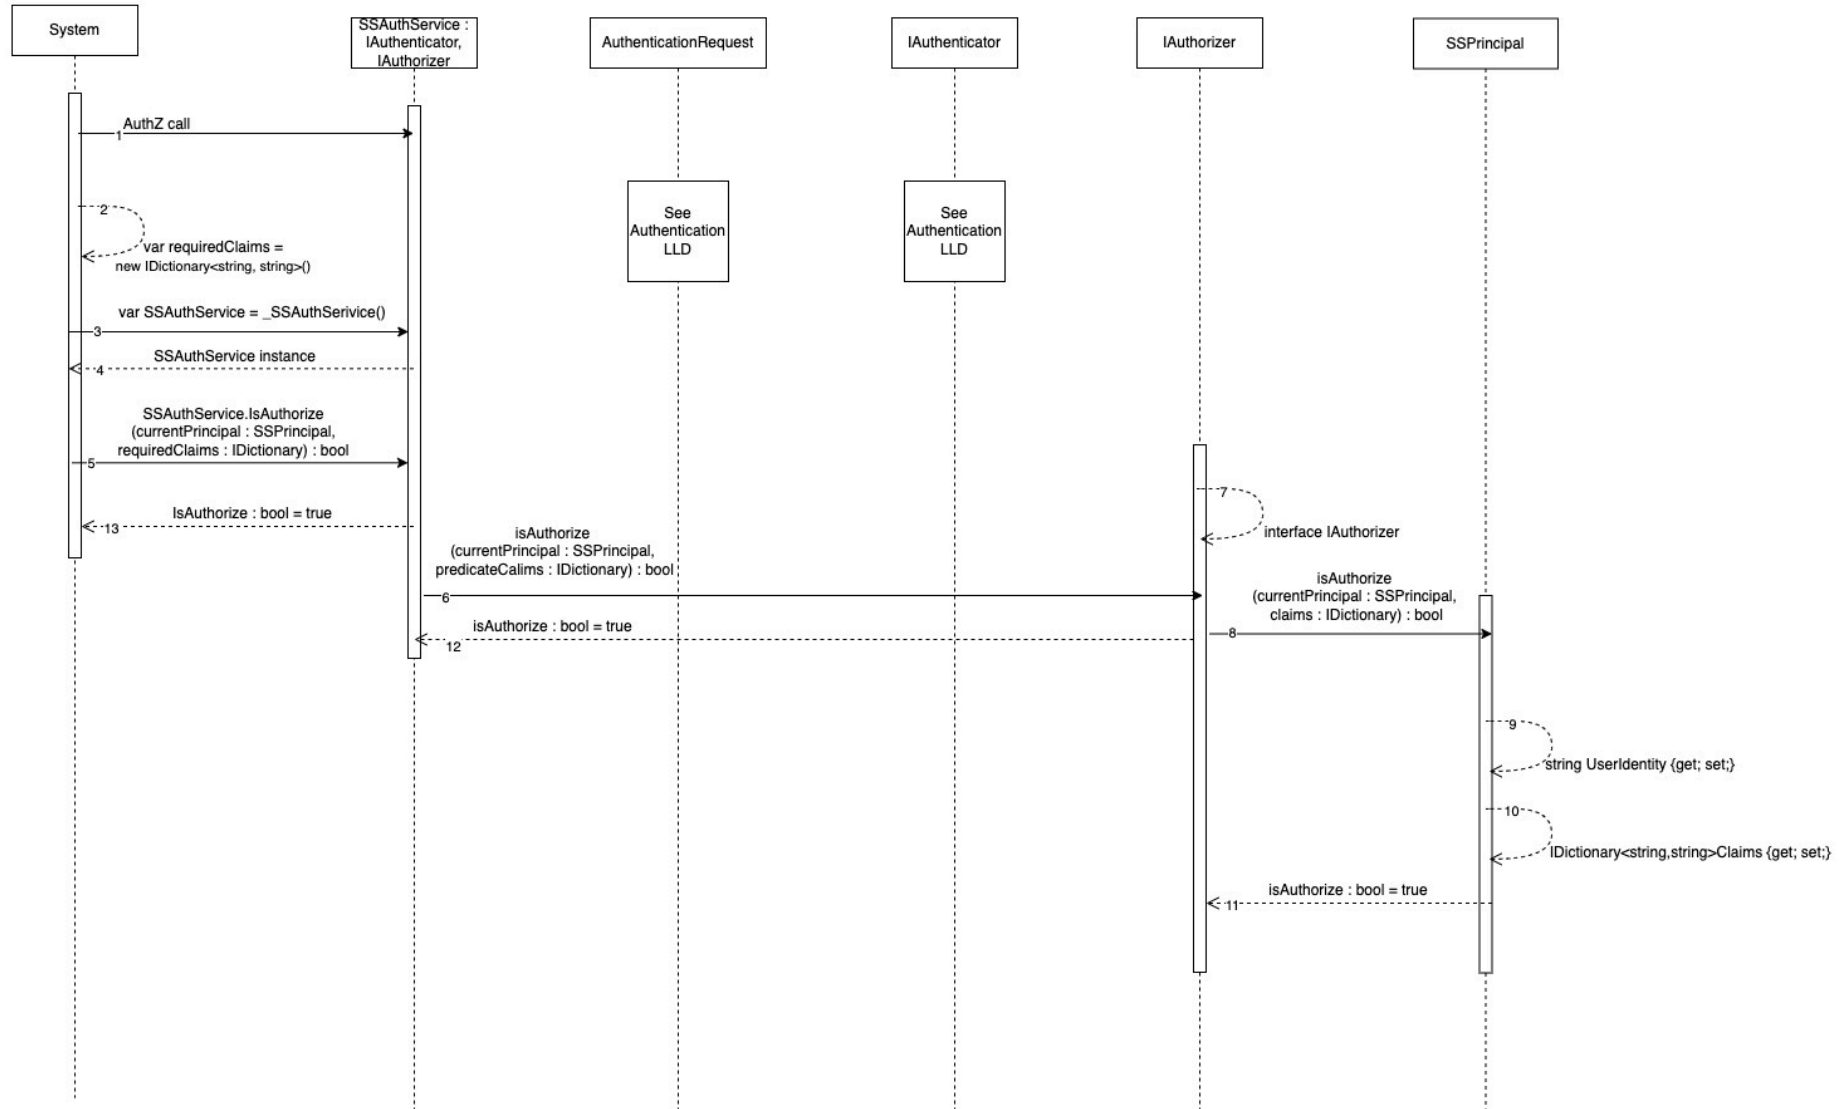 System
SSAuthService :
IAuthenticator,
IAuthorizer
AuthenticationRequest
IAuthenticator
IAuthorizer
SSPrincipal
AuthZ call
1
2
var requiredClaims =
new IDictionary<string, string>()
See
Authentication
LLD
See
Authentication
LLD
var SSAuthService = _SSAuthSerivice()
3
SSAuthService instance
4
SSAuthService.IsAuthorize
(currentPrincipal : SSPrincipal,
requiredClaims : IDictionary) : bool
5
IsAuthorize : bool = true
13
isAuthorize
(currentPrincipal : SSPrincipal,
predicateCalims : IDictionary) : bool
6
isAuthorize : bool = true
12
7
interface IAuthorizer
isAuthorize
(currentPrincipal : SSPrincipal,
claims : IDictionary) : bool
8
9
string UserIdentity {get; set;}
10
IDictionary<string,string>Claims {get; set;}
isAuthorize : bool = true
11